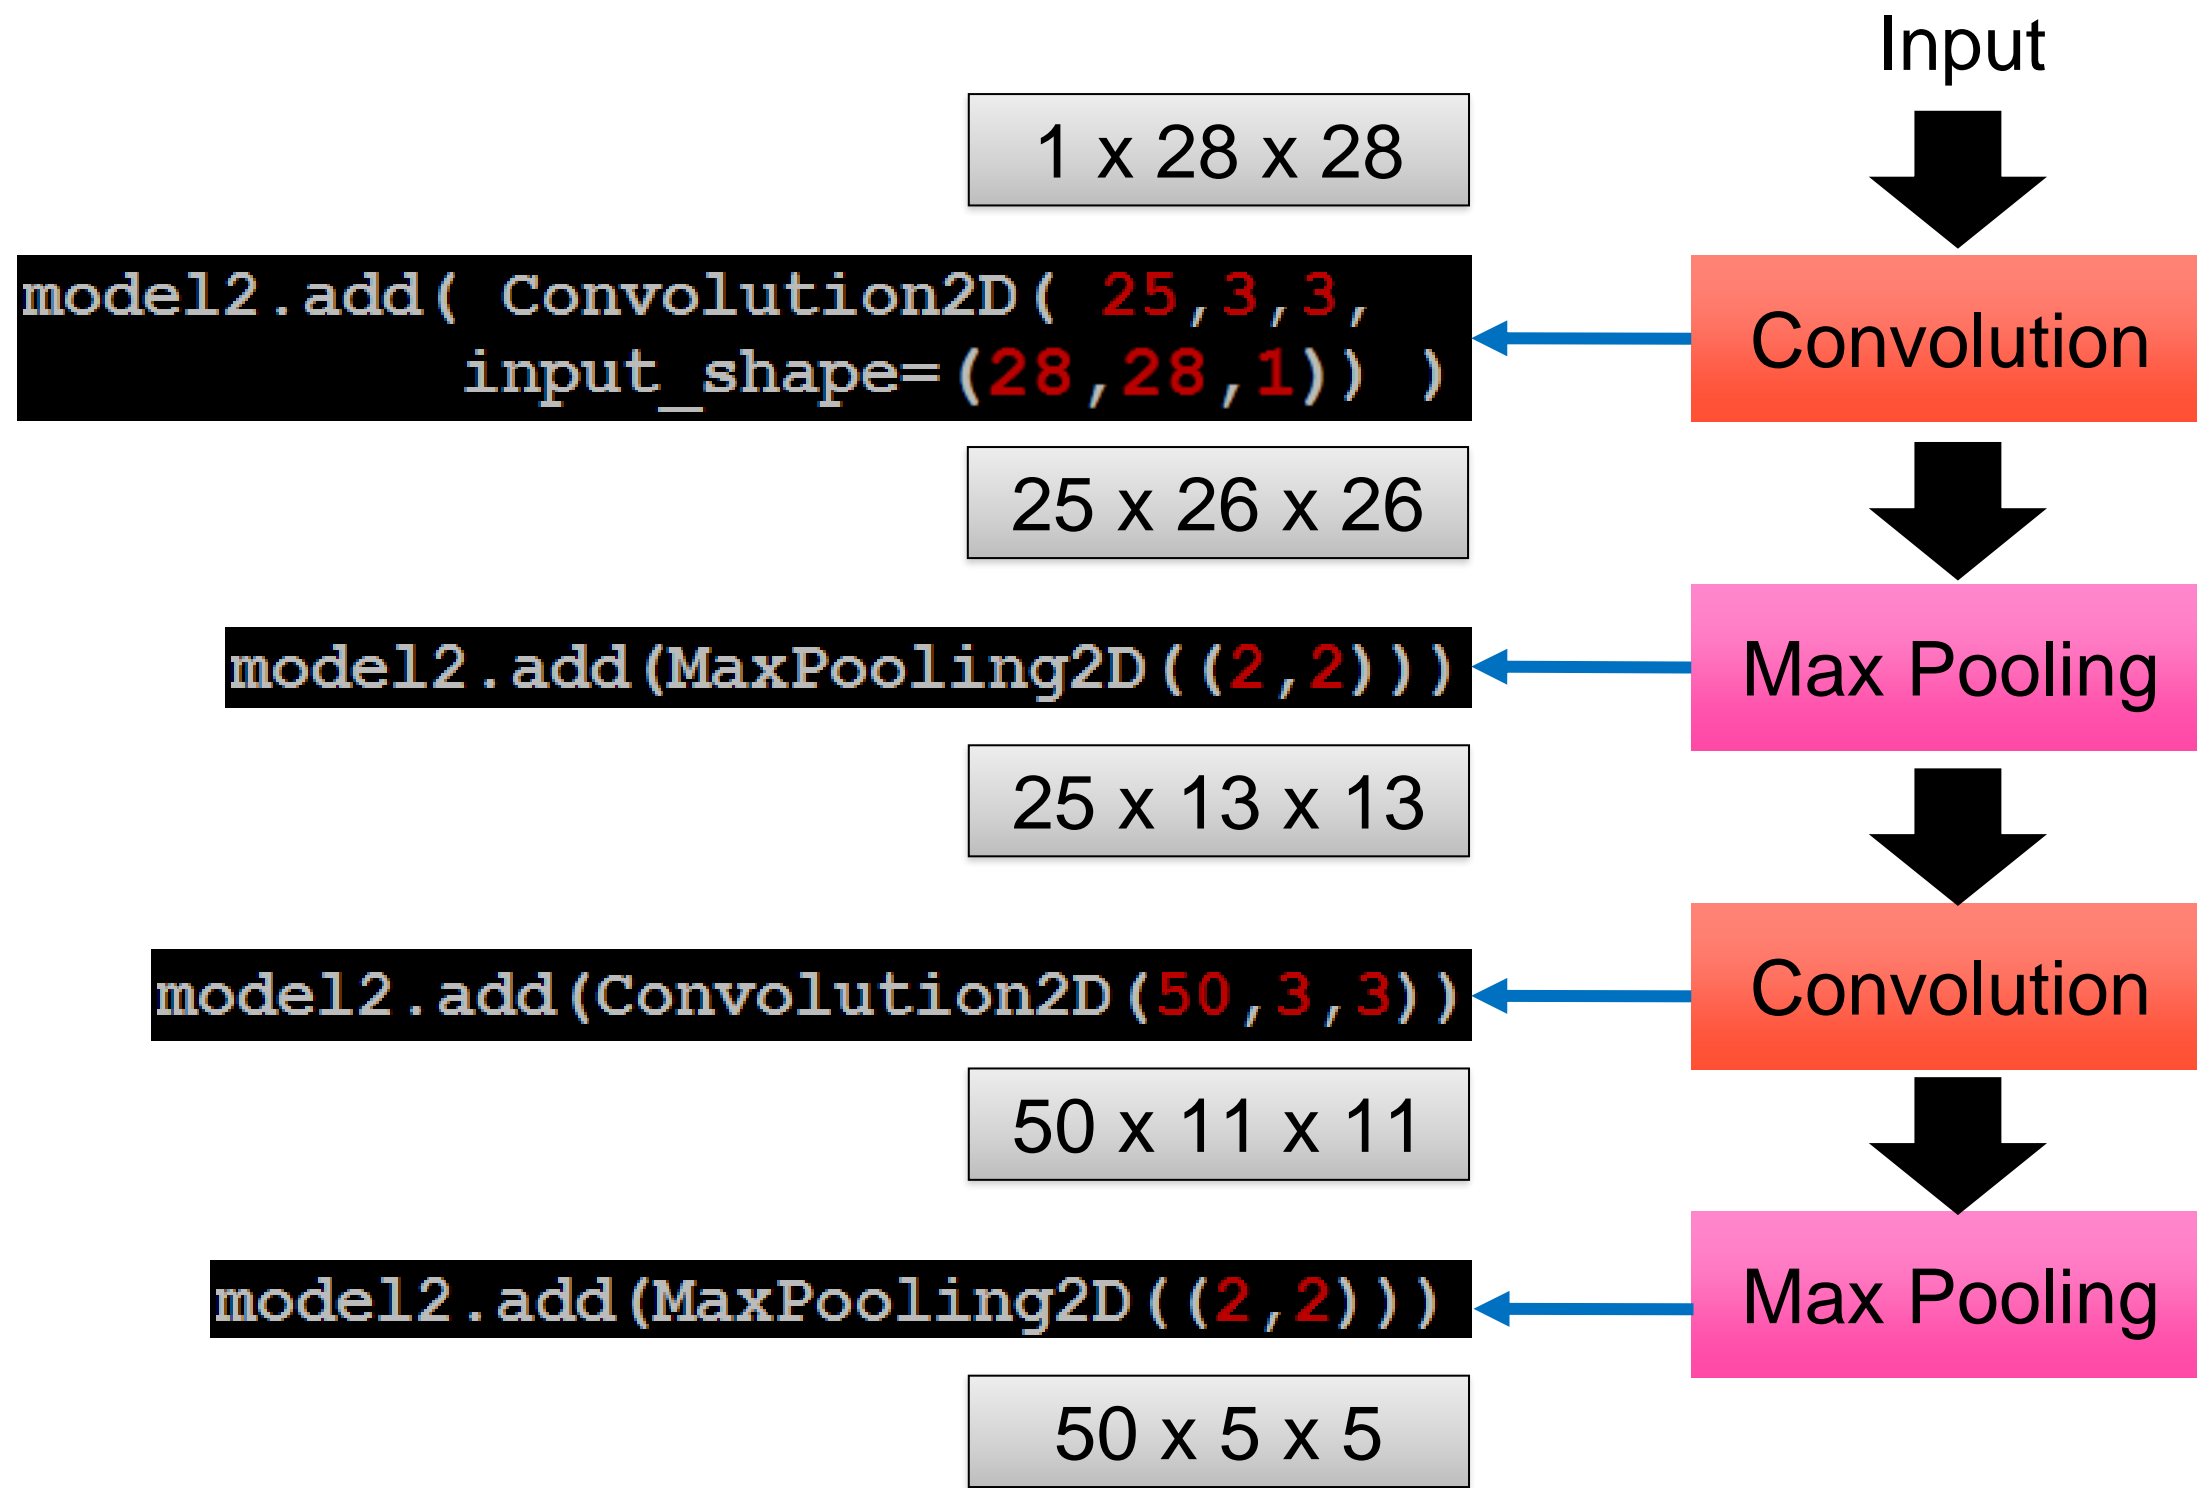 Input
1 x 28 x 28
model2.add( Convolution2D( 25,3,3,
input_shape=(28,28,1)) )
Convolution
25 x 26 x 26
model2.add(MaxPooling2D((2,2)))
Max Pooling
25 x 13 x 13
model2.add(Convolution2D(50,3,3))
Convolution
50 x 11 x 11
model2.add(MaxPooling2D((2,2)))
Max Pooling
50 x 5 x 5